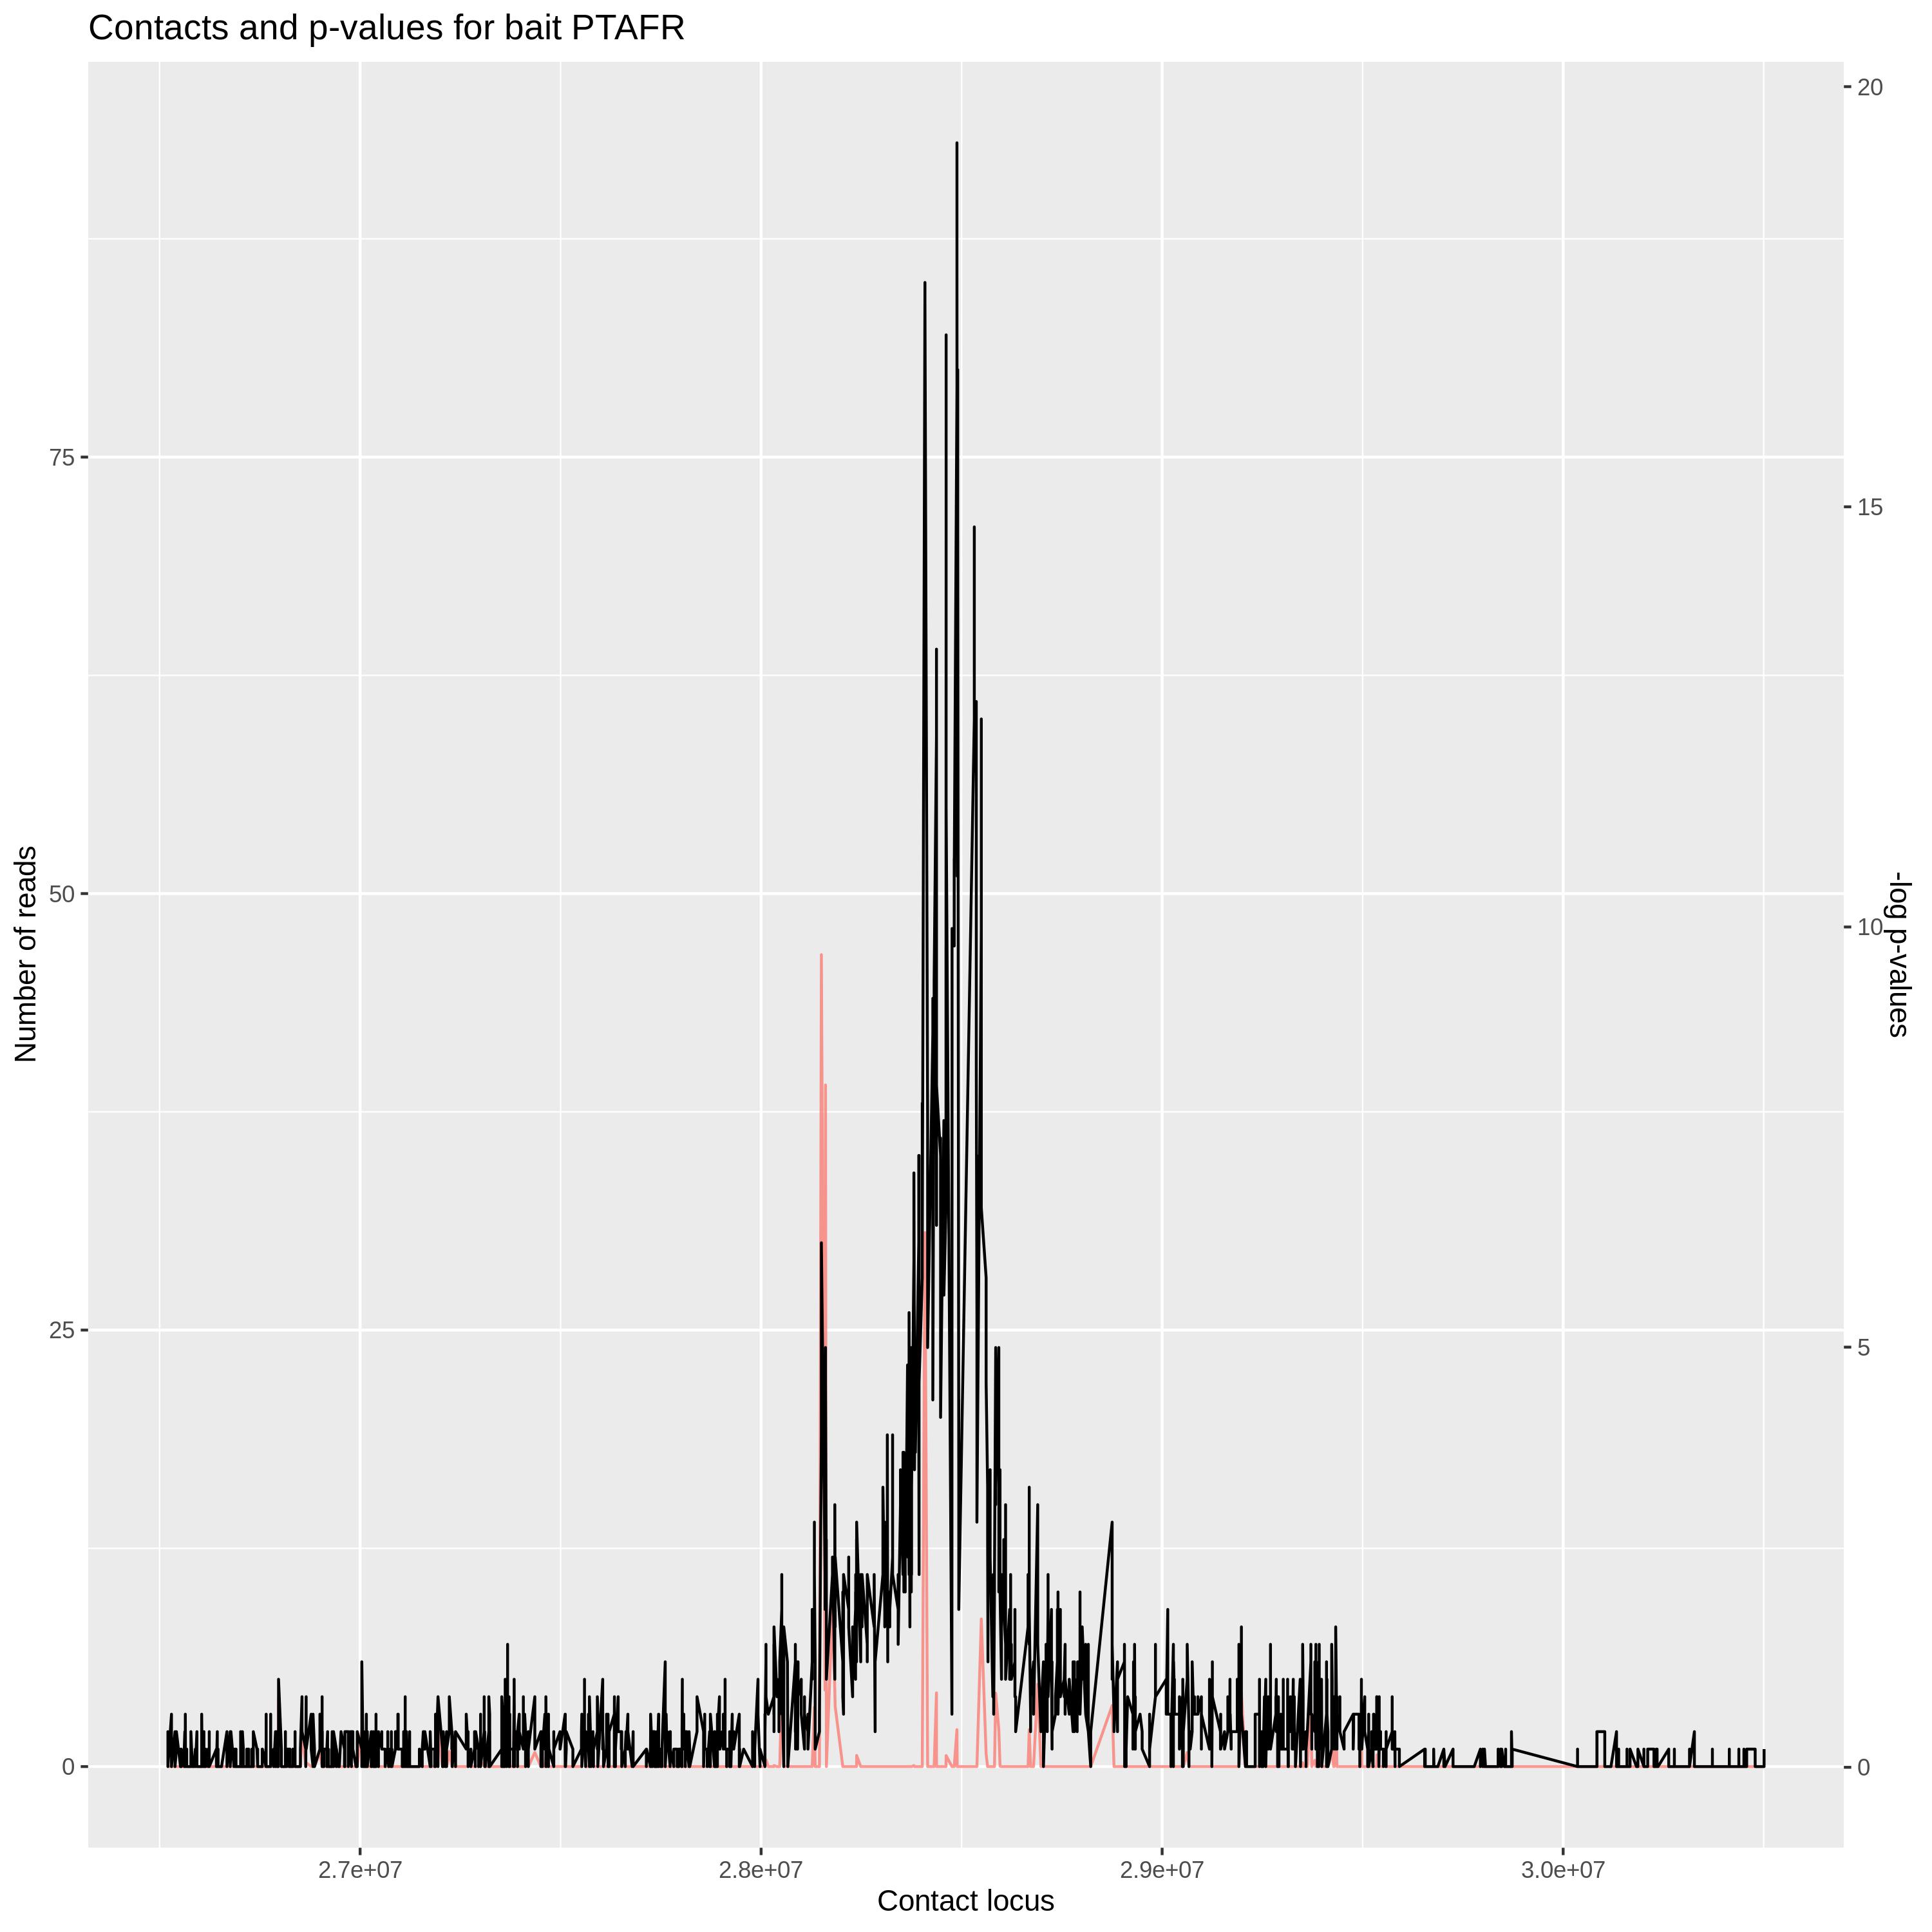 Contacts and p-values for bait PTAFR
20
15
10
5
0
75
50
25
0
Number of reads
-log p-values
2.7e+07
2.8e+07
2.9e+07
3.0e+07
Contact locus